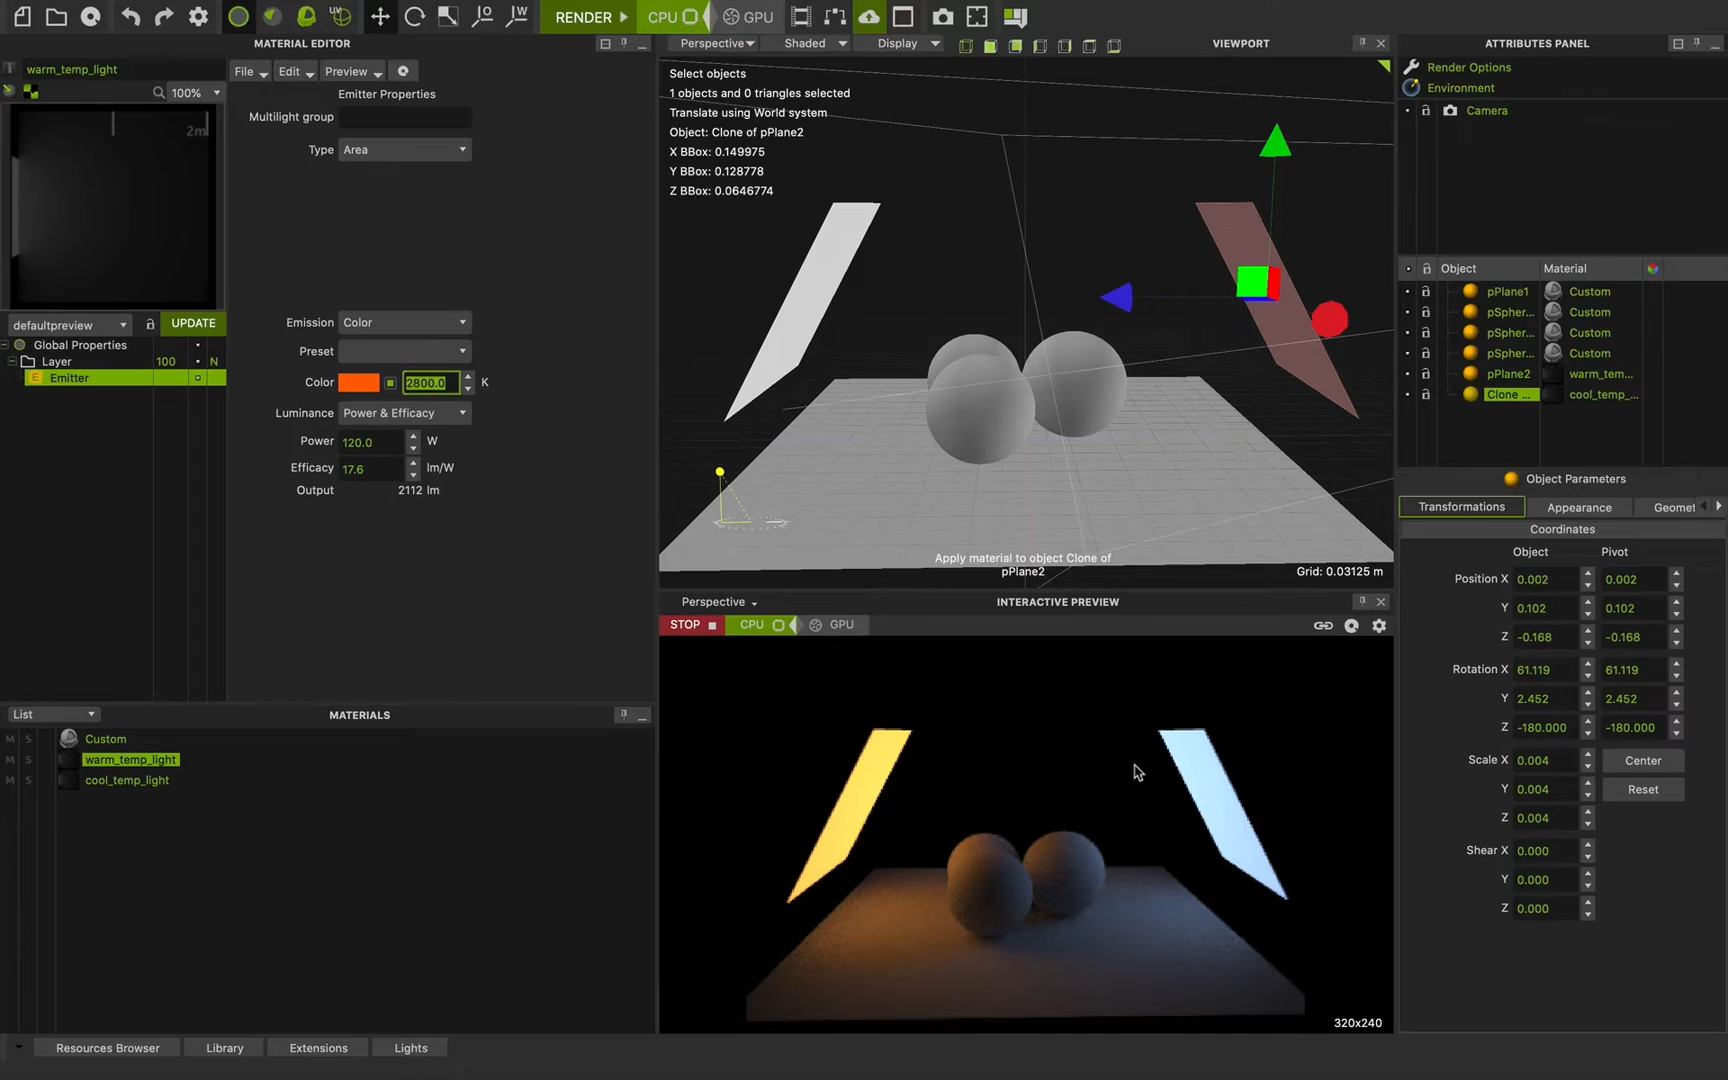 RENDER
CPU
GPU
MATERIAL EDITOR
warm_temp_light
File
Edit
Preview
100%
2m
Emitter Properties
Multilight group
Type
Area
Emission
Color
Preset
Color
2800.0
K
Luminance
Power & Efficacy
Power
120.0
W
Efficacy
17.6
lm/W
Output
2112 lm
defaultpreview
UPDATE
Global Properties
Layer
100
N
Emitter
List
MATERIALS
M S Custom
M S warm_temp_light
M S cool_temp_light
Resources Browser
Library
Extensions
Lights
Perspective
Shaded
Display
VIEWPORT
Select objects
1 objects and 0 triangles selected
Translate using World system
Object: Clone of pPlane2
X BBox: 0.149975
Y BBox: 0.128778
Z BBox: 0.0646774
Apply material to object Clone of
pPlane2
Grid: 0.03125 m
Perspective
INTERACTIVE PREVIEW
STOP
CPU
GPU
320x240
ATTRIBUTES PANEL
Render Options
Environment
Camera
Object
Material
pPlane1
Custom
pSpher...
Custom
pSpher...
Custom
pSpher...
Custom
pPlane2
warm_tem...
Clone ...
cool_temp_...
Object Parameters
Transformations
Appearance
Geomet
Coordinates
Object
Pivot
Position X 0.002 0.002
Y 0.102 0.102
Z -0.168 -0.168
Rotation X 61.119 61.119
Y 2.452 2.452
Z -180.000 -180.000
Scale X 0.004 Center
Y 0.004 Reset
Z 0.004
Shear X 0.000
Y 0.000
Z 0.000